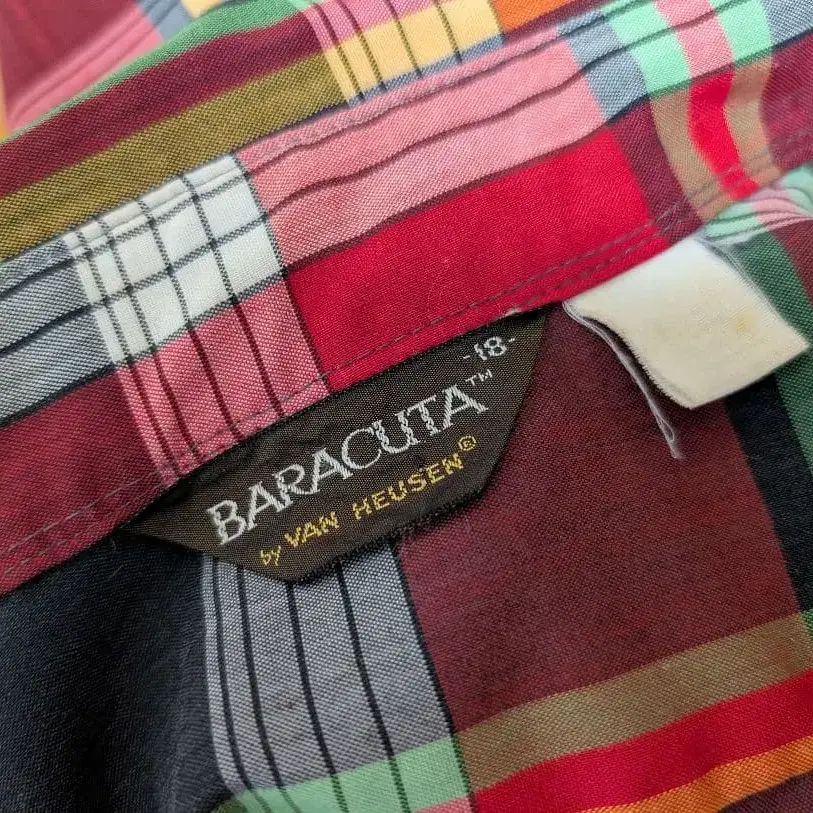 -18-
BARACUTA™
by VAN HEUSEN®